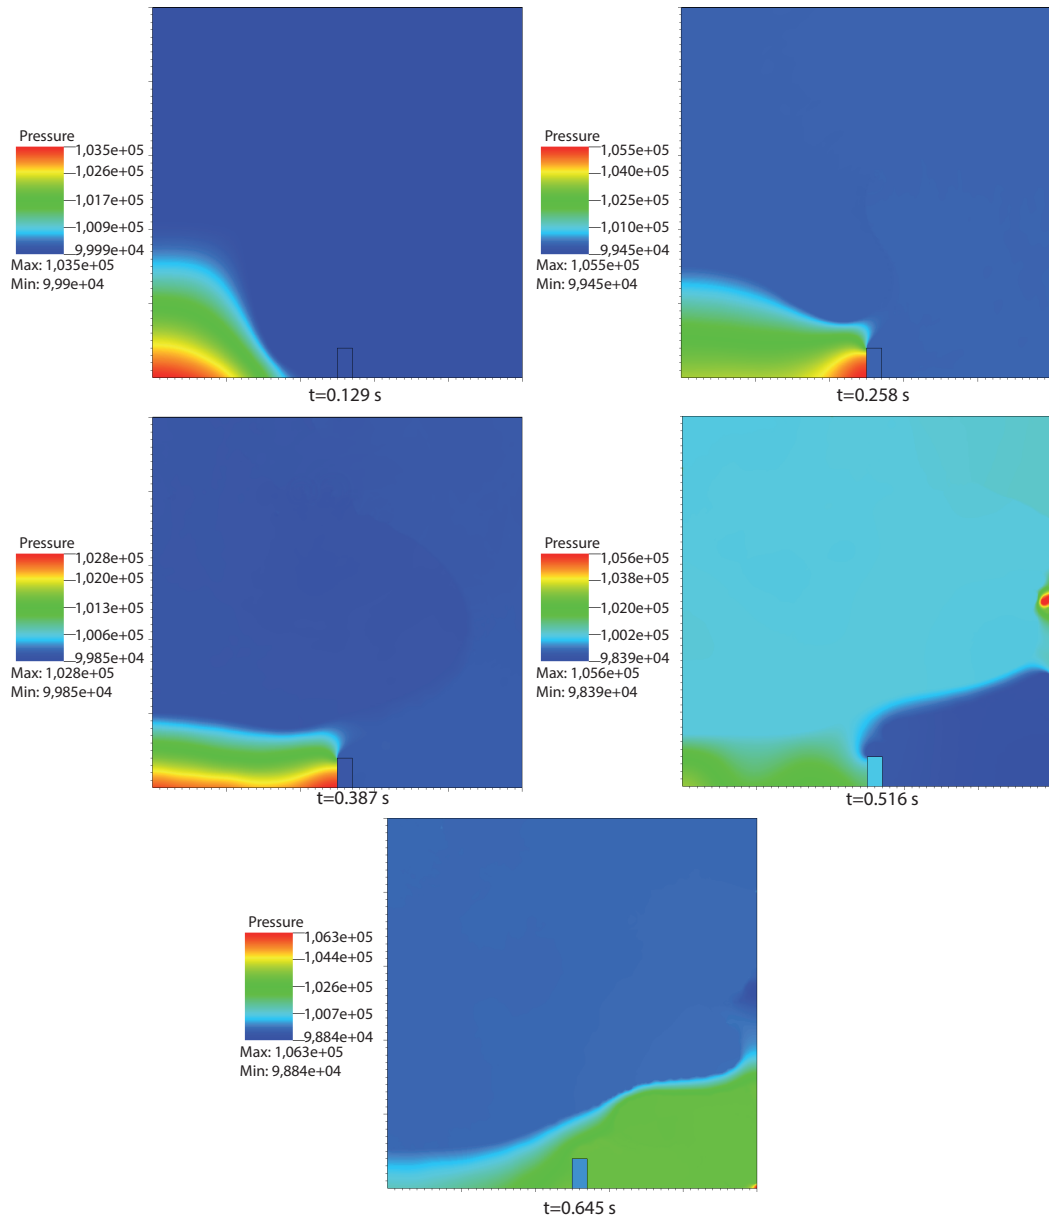 Pressure
1,035e+05
1,026e+05
1,017e+05
1,009e+05
9,999e+04
Max: 1,035e+05
Min: 9,99e+04
t=0.129 s
Pressure
1,055e+05
1,040e+05
1,025e+05
1,010e+05
9,945e+04
Max: 1,055e+05
Min: 9,945e+04
t=0.258 s
Pressure
1,028e+05
1,020e+05
1,013e+05
1,006e+05
9,985e+04
Max: 1,028e+05
Min: 9,985e+04
t=0.387 s
Pressure
1,056e+05
1,038e+05
1,020e+05
1,002e+05
9,839e+04
Max: 1,056e+05
Min: 9,839e+04
t=0.516 s
Pressure
1,063e+05
1,044e+05
1,026e+05
1,007e+05
9,884e+04
Max: 1,063e+05
Min: 9,884e+04
t=0.645 s